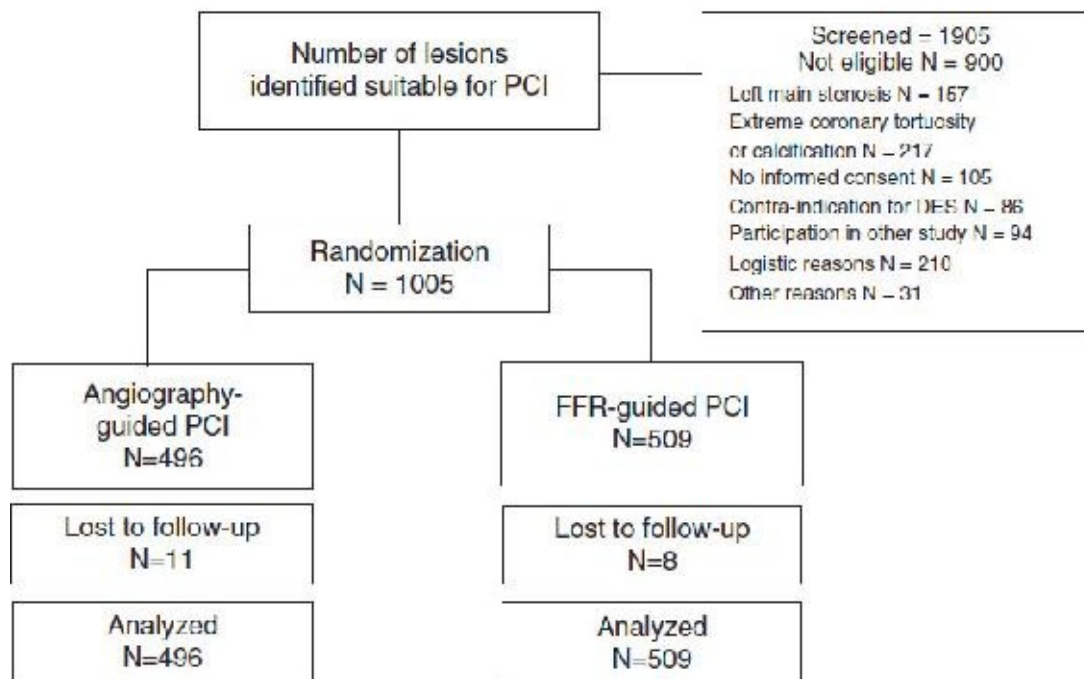 Number of lesions
identified suitable for PCI
Screened = 1905
Not eligible N = 900
Left main stenosis N = 157
Extreme coronary tortuosity
or calcification N = 217
No informed consent N = 105
Contra-indication for DES N = 86
Participation in other study N = 94
Logistic reasons N = 210
Other reasons N = 31
Randomization
N = 1005
Angiography-
guided PCI
N=496
FFR-guided PCI
N=509
Lost to follow-up
N=11
Lost to follow-up
N=8
Analyzed
N=496
Analyzed
N=509